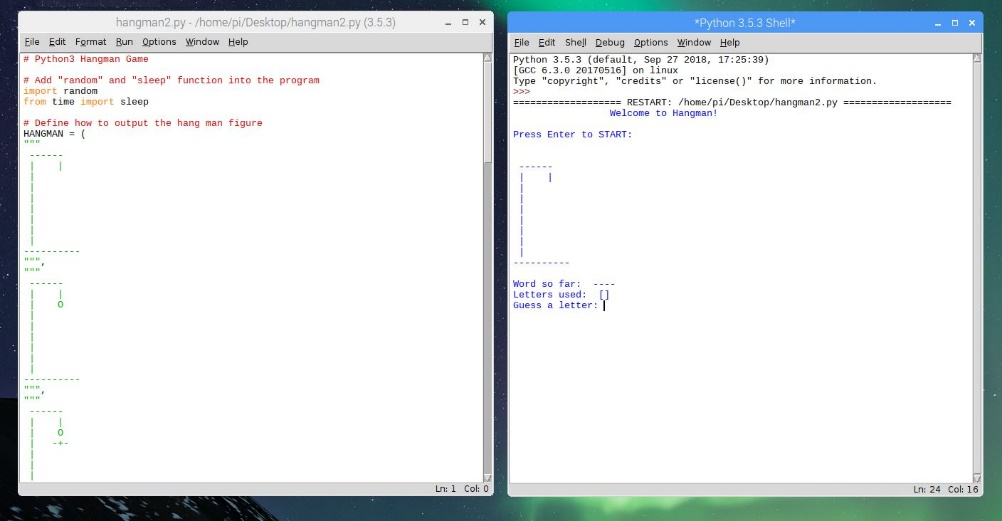 hangman2.py - /home/pi/Desktop/hangman2.py (3.5.3)
File Edit Format Run Options Window Help
# Python3 Hangman Game

# Add "random" and "sleep" function into the program
import random
from time import sleep

# Define how to output the hang man figure
HANGMAN = (
"""
 ------
 |    |
 |
 |
 |
 |
 |
 |
 |
----------
""",
"""
 ------
 |    |
 |    O
 |
 |
 |
 |
 |
 |
----------
""",
"""
 ------
 |    |
 |    O
 |   -+-
 |
 |
 |
Ln: 1 Col: 0
*Python 3.5.3 Shell*
File Edit Shell Debug Options Window Help
Python 3.5.3 (default, Sep 27 2018, 17:25:39)
[GCC 6.3.0 20170516] on linux
Type "copyright", "credits" or "license()" for more information.
>>>
=================== RESTART: /home/pi/Desktop/hangman2.py ===================
                 Welcome to Hangman!

Press Enter to START:


 ------
 |    |
 |
 |
 |
 |
 |
 |
 |
----------

Word so far:  ----
Letters used:  []
Guess a letter:
Ln: 24 Col: 16